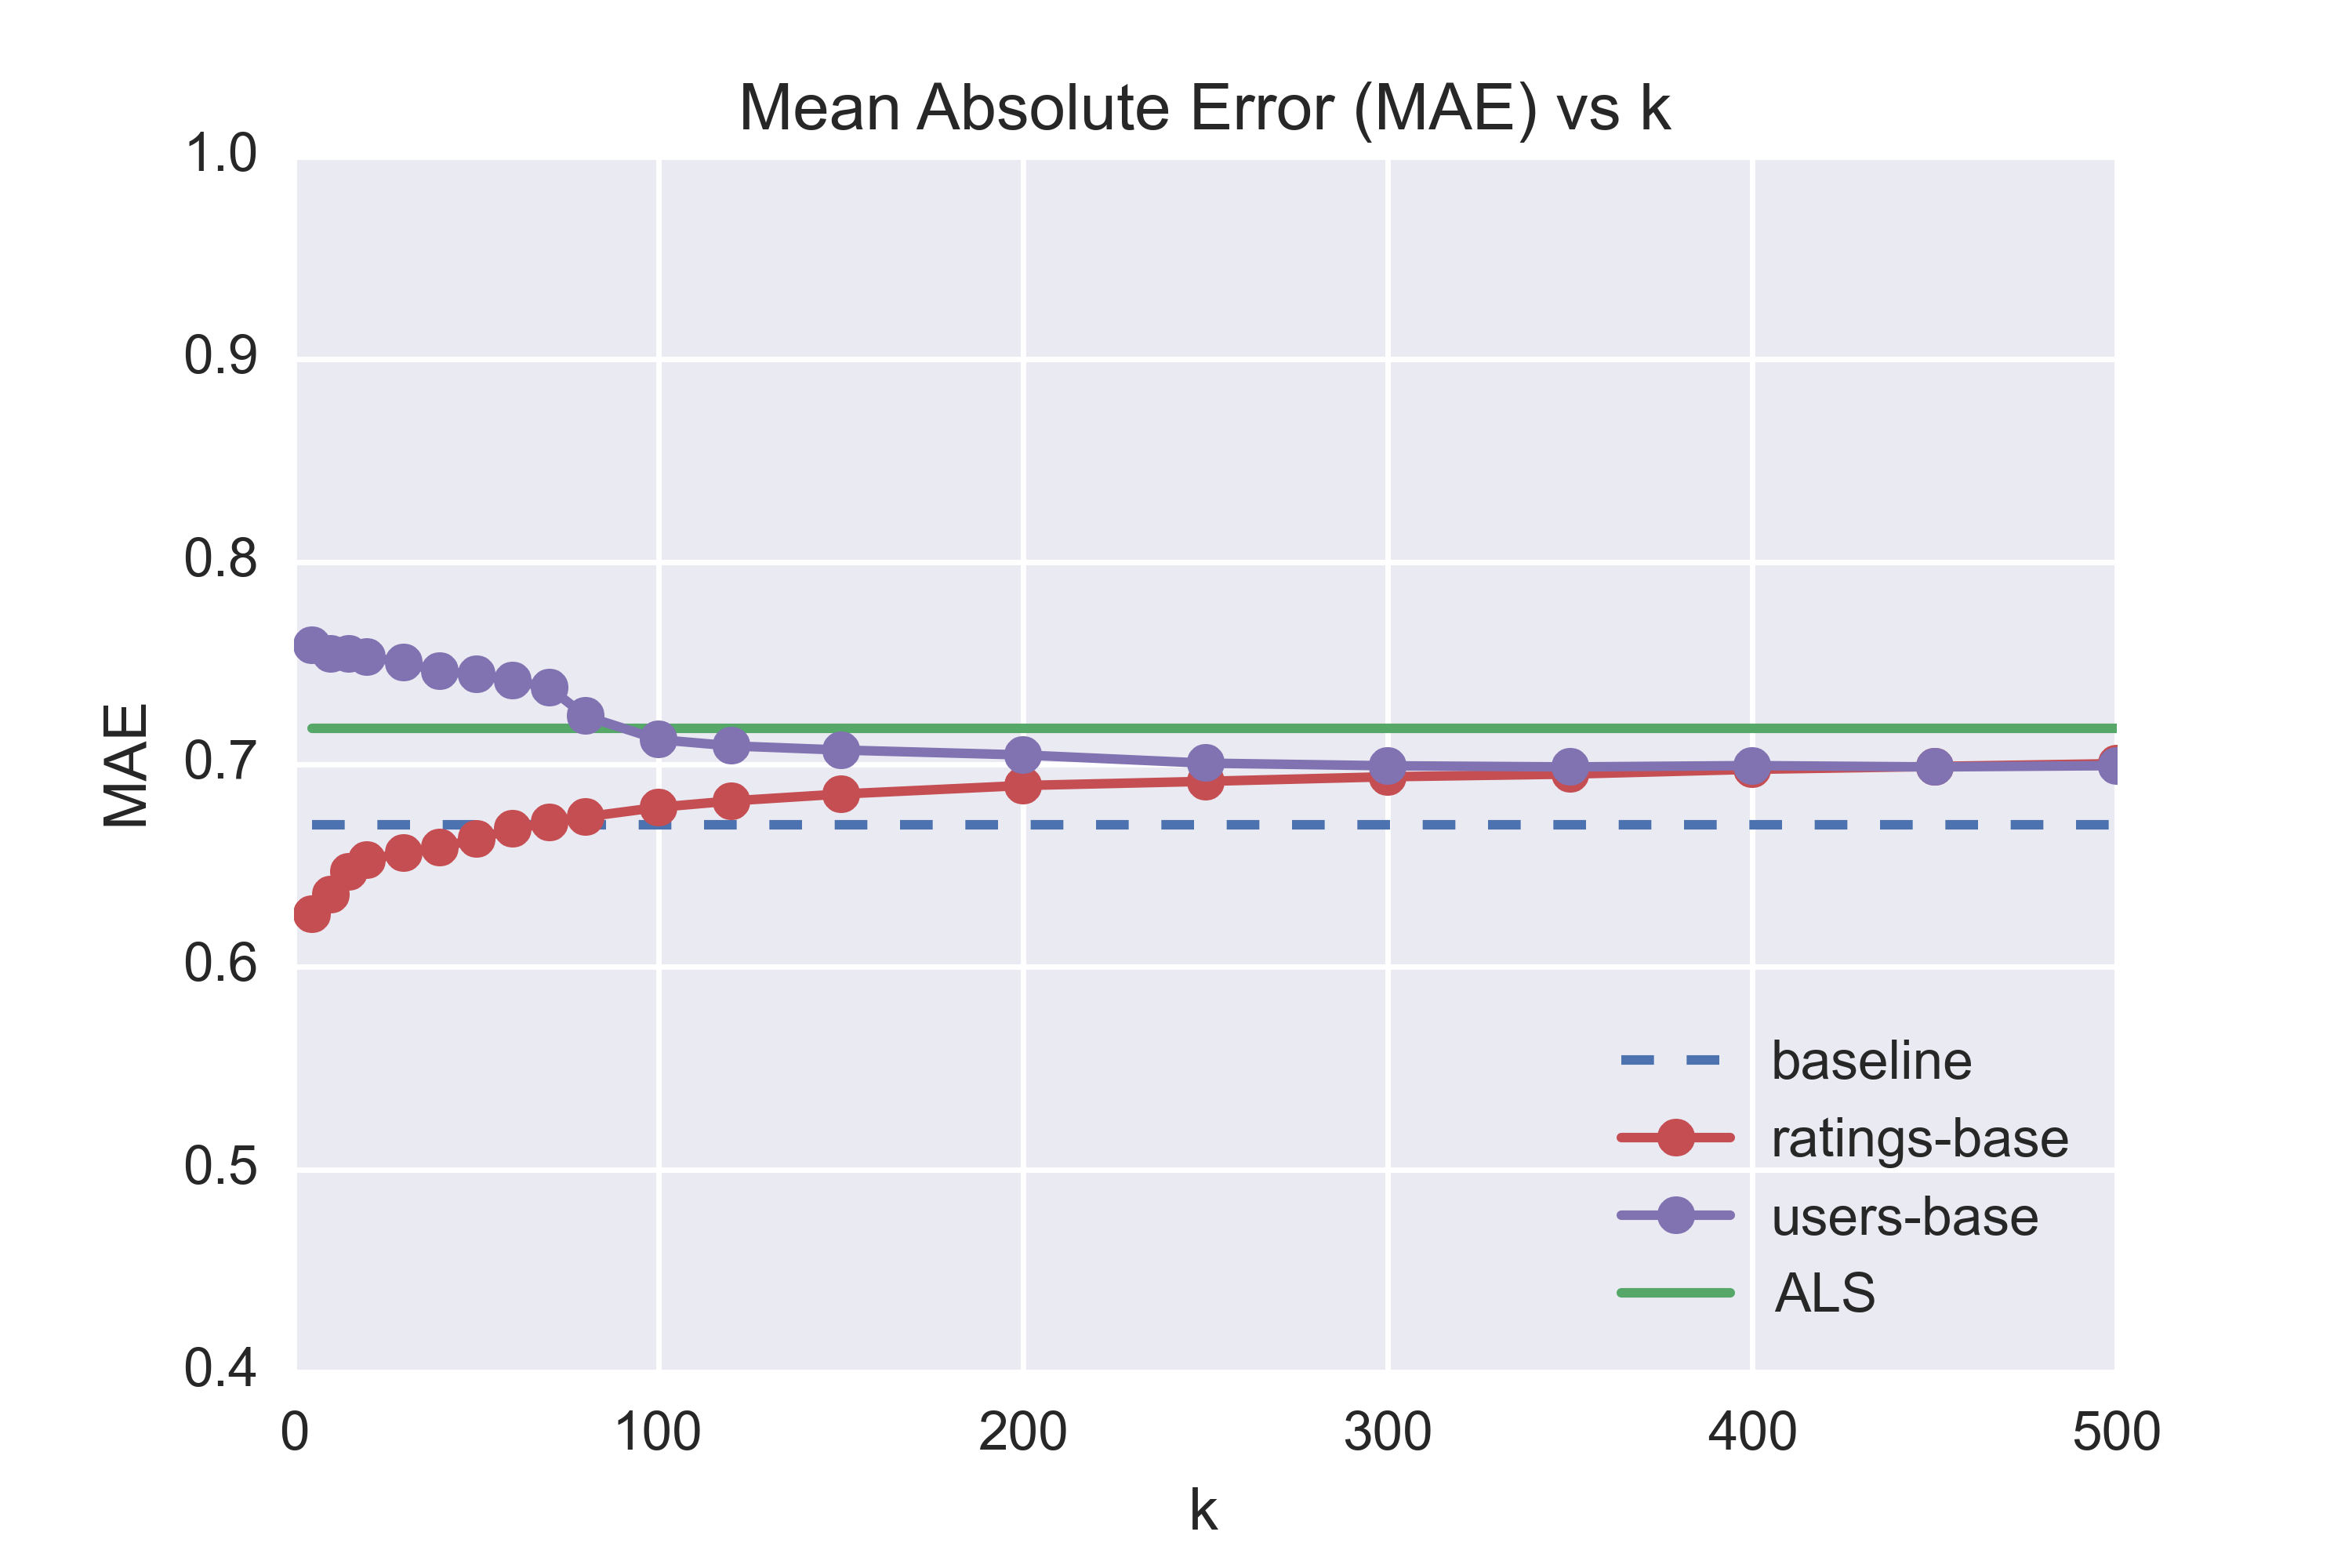 Mean Absolute Error (MAE) vs k
1.0
0.9
0.8
0.7
0.6
0.5
0.4
MAE
baseline
ratings-base
users-base
ALS
0 100 200 300 400 500
k